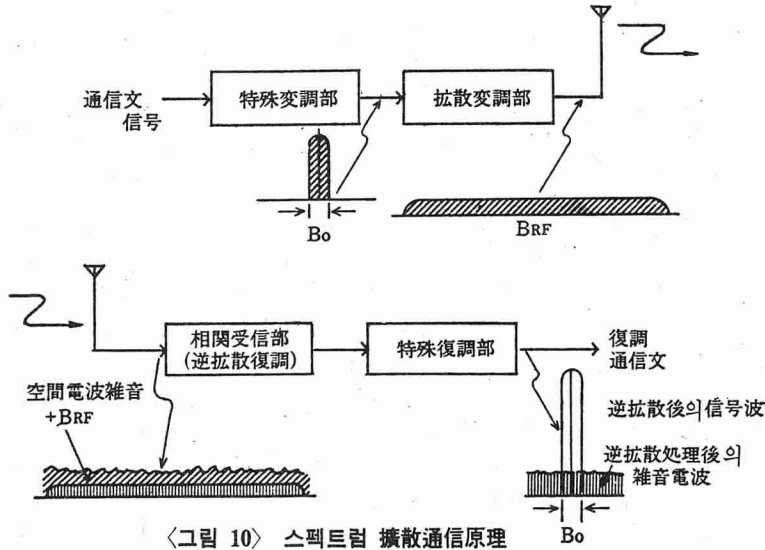 通信文
信号
特殊変調部
拡散変調部
Bo
BRF
相関受信部
(逆拡散復調)
特殊復調部
復調
通信文
空間電波雑音
+BRF
逆拡散後의信号波
逆拡散処理後의
雑音電波
Bo
〈그림 10〉 스펙트럼 擴散通信原理